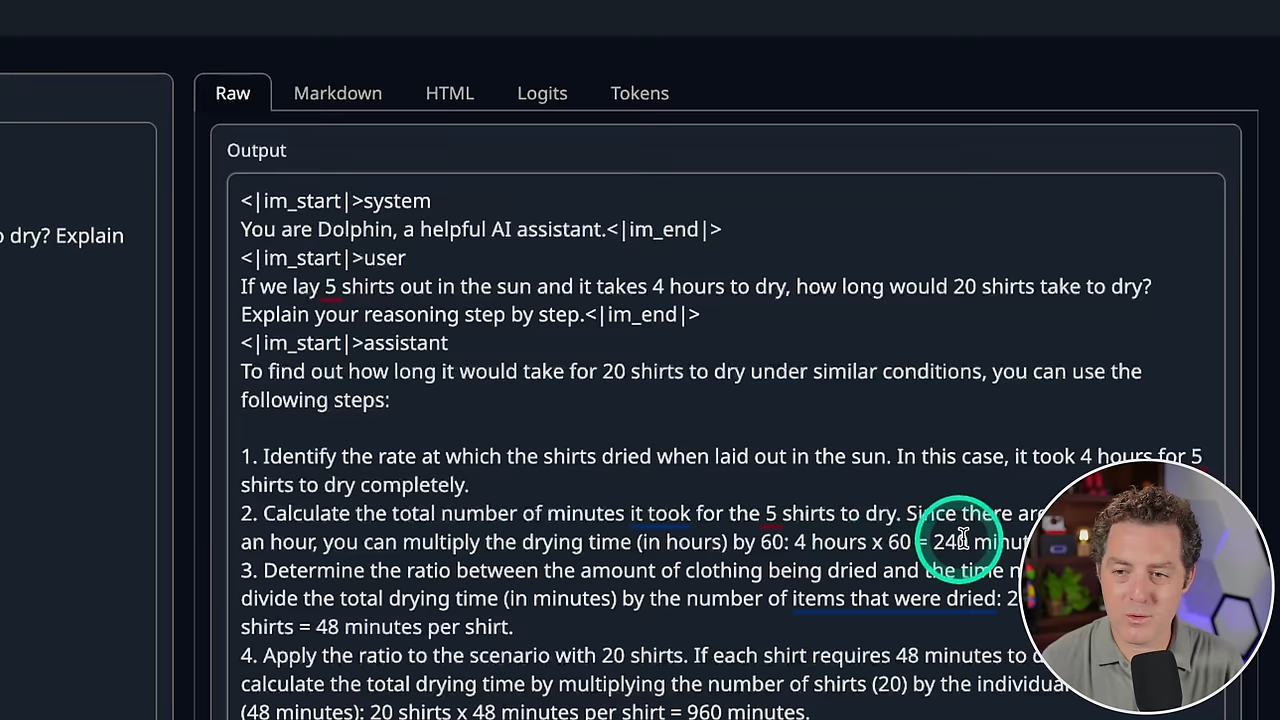 Raw Markdown HTML Logits Tokens
Output
o dry? Explain
<|im_start|>system
You are Dolphin, a helpful AI assistant.<|im_end|>
<|im_start|>user
If we lay 5 shirts out in the sun and it takes 4 hours to dry, how long would 20 shirts take to dry?
Explain your reasoning step by step.<|im_end|>
<|im_start|>assistant
To find out how long it would take for 20 shirts to dry under similar conditions, you can use the
following steps:
1. Identify the rate at which the shirts dried when laid out in the sun. In this case, it took 4 hours for 5
shirts to dry completely.
2. Calculate the total number of minutes it took for the 5 shirts to dry. Since there are
an hour, you can multiply the drying time (in hours) by 60: 4 hours x 60 = 240 minut
3. Determine the ratio between the amount of clothing being dried and the time n
divide the total drying time (in minutes) by the number of items that were dried: 2
shirts = 48 minutes per shirt.
4. Apply the ratio to the scenario with 20 shirts. If each shirt requires 48 minutes to d
calculate the total drying time by multiplying the number of shirts (20) by the individual
(48 minutes): 20 shirts x 48 minutes per shirt = 960 minutes.